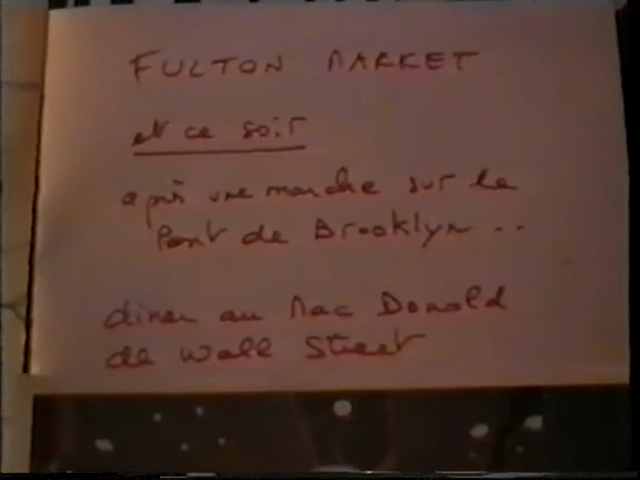 FULTON MARKET
et ce soir
après une marche sur le
Pont de Brooklyn ..
diner au Mac Donald
de Wall Street